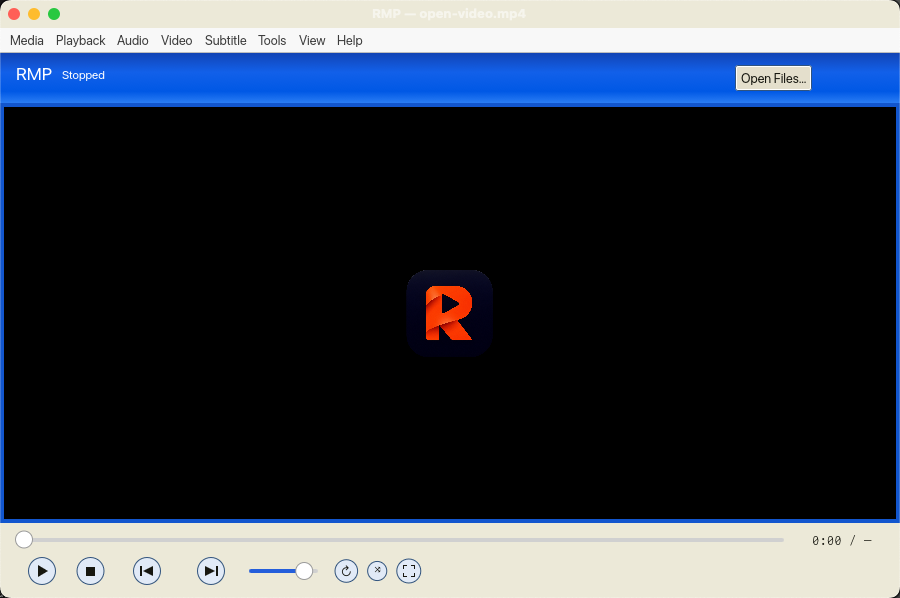 RMP — open-video.mp4
Media Playback Audio Video Subtitle Tools View Help
RMP Stopped
Open Files...
0:00 / —